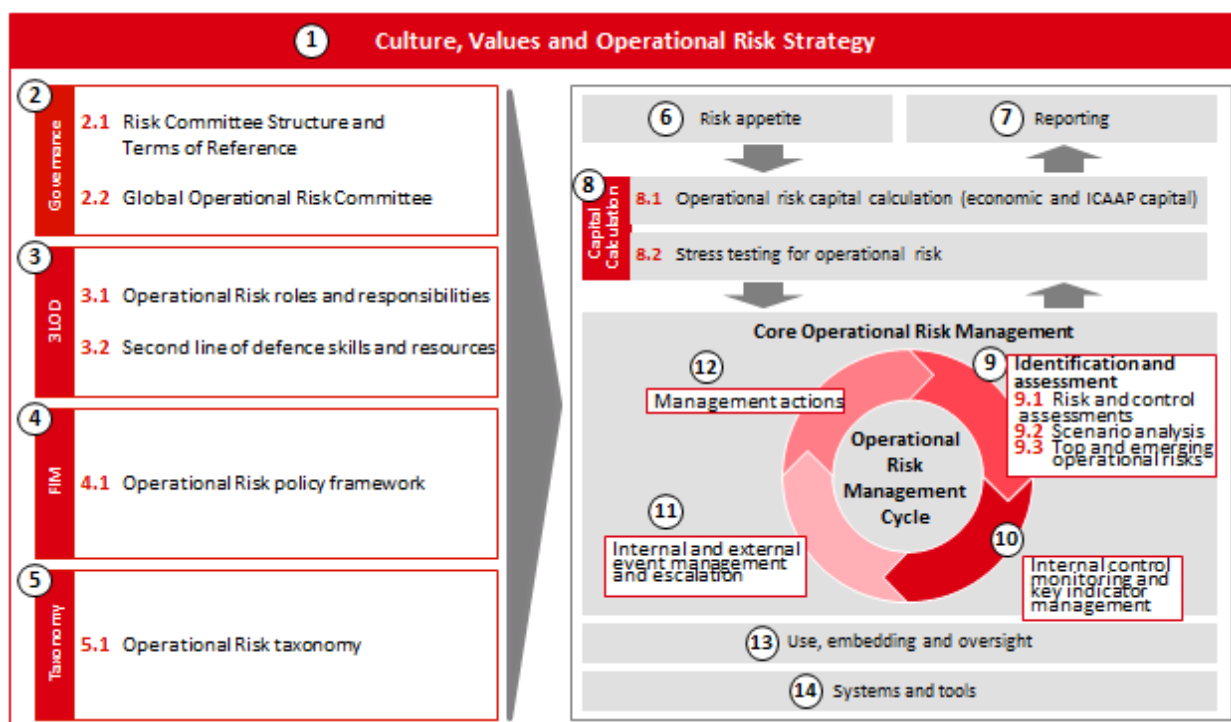 1 Culture, Values and Operational Risk Strategy
2
Governance
2.1 Risk Committee Structure and
Terms of Reference
2.2 Global Operational Risk Committee
3
3LOD
3.1 Operational Risk roles and responsibilities
3.2 Second line of defence skills and resources
4
FIM
4.1 Operational Risk policy framework
5
Taxonomy
5.1 Operational Risk taxonomy
6 Risk appetite
7 Reporting
8
Capital
Calculation
8.1 Operational risk capital calculation (economic and ICAAP capital)
8.2 Stress testing for operational risk
Core Operational Risk Management
Operational
Risk
Management
Cycle
9 Identification and
assessment
9.1 Risk and control
assessments
9.2 Scenario analysis
9.3 Top and emerging
operational risks
10
Internal control
monitoring and
key indicator
management
11
Internal and external
event management
and escalation
12
Management actions
13 Use, embedding and oversight
14 Systems and tools